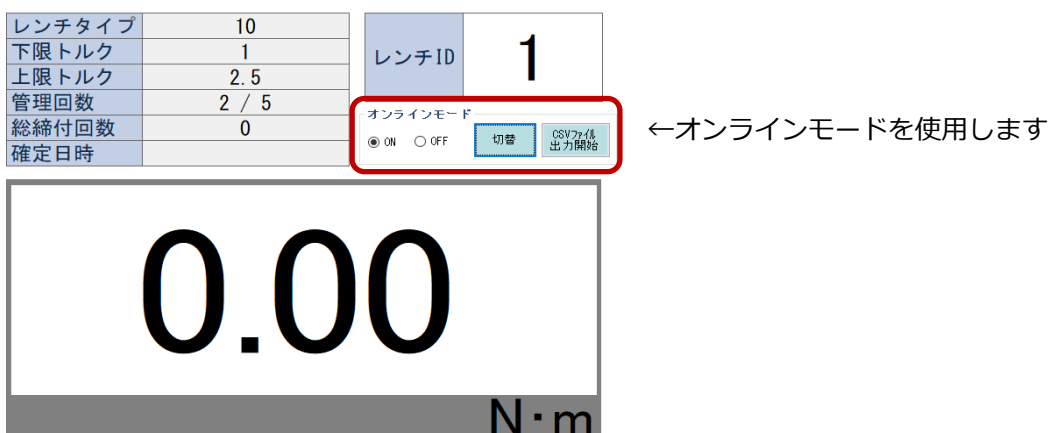 レンチタイプ 10
下限トルク 1
上限トルク 2.5
管理回数 2 / 5
総締付回数 0
確定日時
レンチID 1
オンラインモード
ON OFF 切替 CSVファイル
出力開始
←オンラインモードを使用します
0.00
N･m